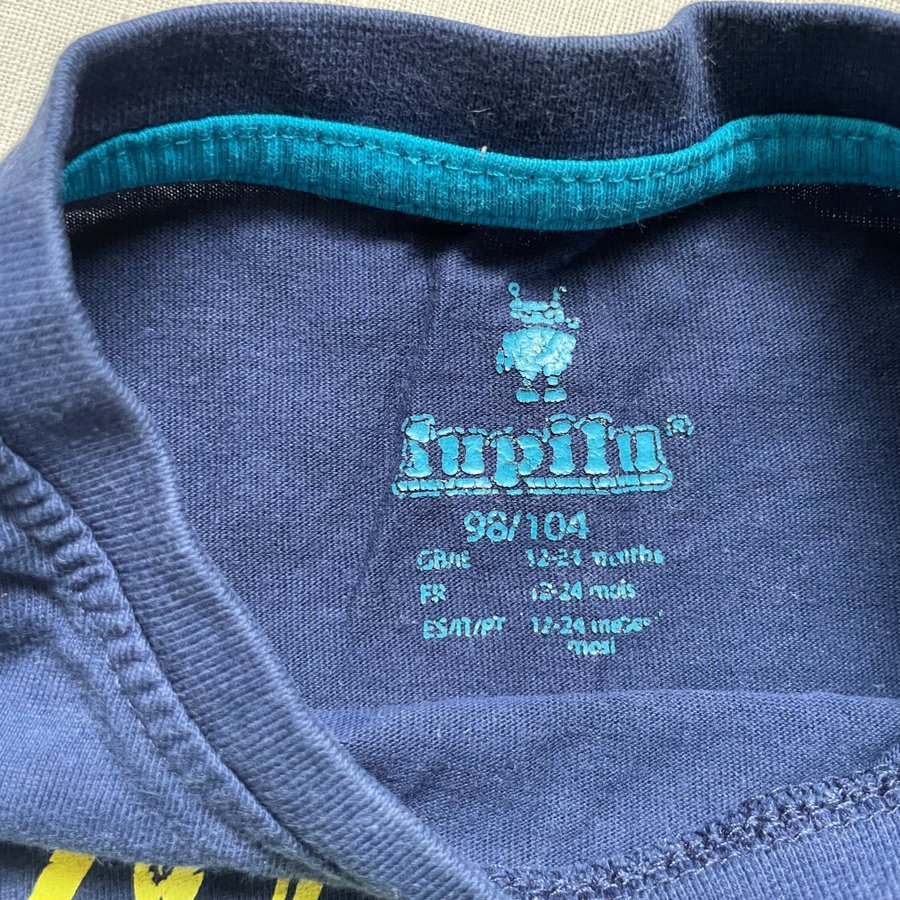 lupilu®
98/104
GB/IE 12-24 months
FR 12-24 mois
ES/IT/PT 12-24 meses
mesi